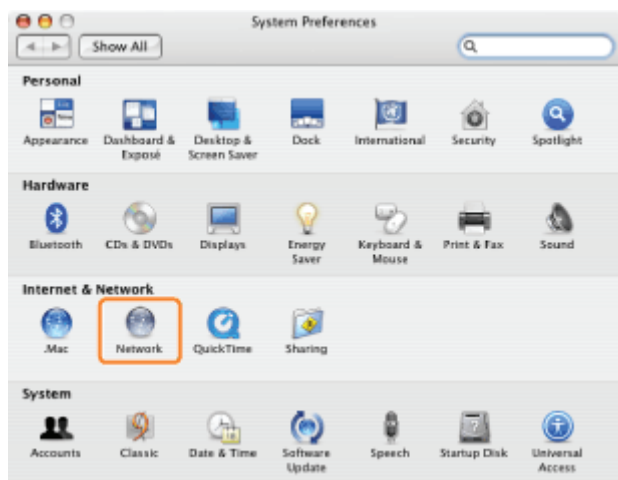 System Preferences
Show All
Personal
Appearance
Dashboard &
Exposé
Desktop &
Screen Saver
Dock
International
Security
Spotlight
Hardware
Bluetooth
CDs & DVDs
Displays
Energy
Saver
Keyboard &
Mouse
Print & Fax
Sound
Internet & Network
.Mac
Network
QuickTime
Sharing
System
Accounts
Classic
Date & Time
Software
Update
Speech
Startup Disk
Universal
Access